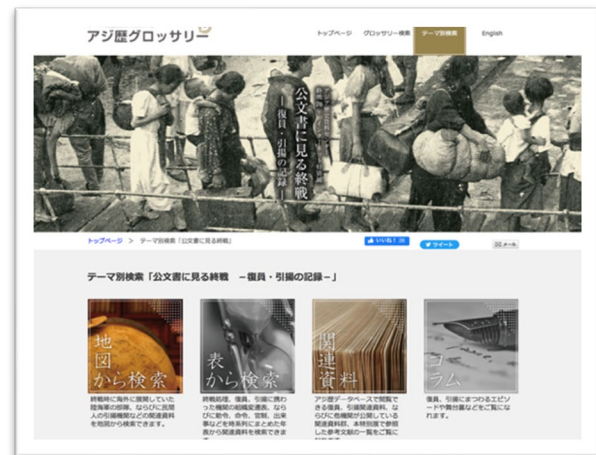 アジ歴グロッサリー
トップページ
グロッサリー検索
テーマ別検索
English
公文書に見る終戦
―復員・引揚の記録―
トップページ > テーマ別検索「公文書に見る終戦」
いいね!
ツイート
メール
テーマ別検索「公文書に見る終戦 −復員・引揚の記録−」
地図から検索
終戦時に海外に展開していた
陸海軍の部隊、ならびに民間
人の引揚機関などの関連資料
を地図から検索できます。
表から検索
終戦処理、復員、引揚に携わ
った機関の組織変遷表、なら
びに勅令、命令、官制、出来
事などを時系列にまとめた年
表から関連資料を検索できま
関連資料
アジ歴データベースで閲覧で
きる復員、引揚関連資料、な
らびに他機関が公開している
関連資料群、本特別展で参照
した参考文献の一覧をご覧に
コラム
復員、引揚にまつわるエピソ
ードや舞台裏などをご覧にな
れます。